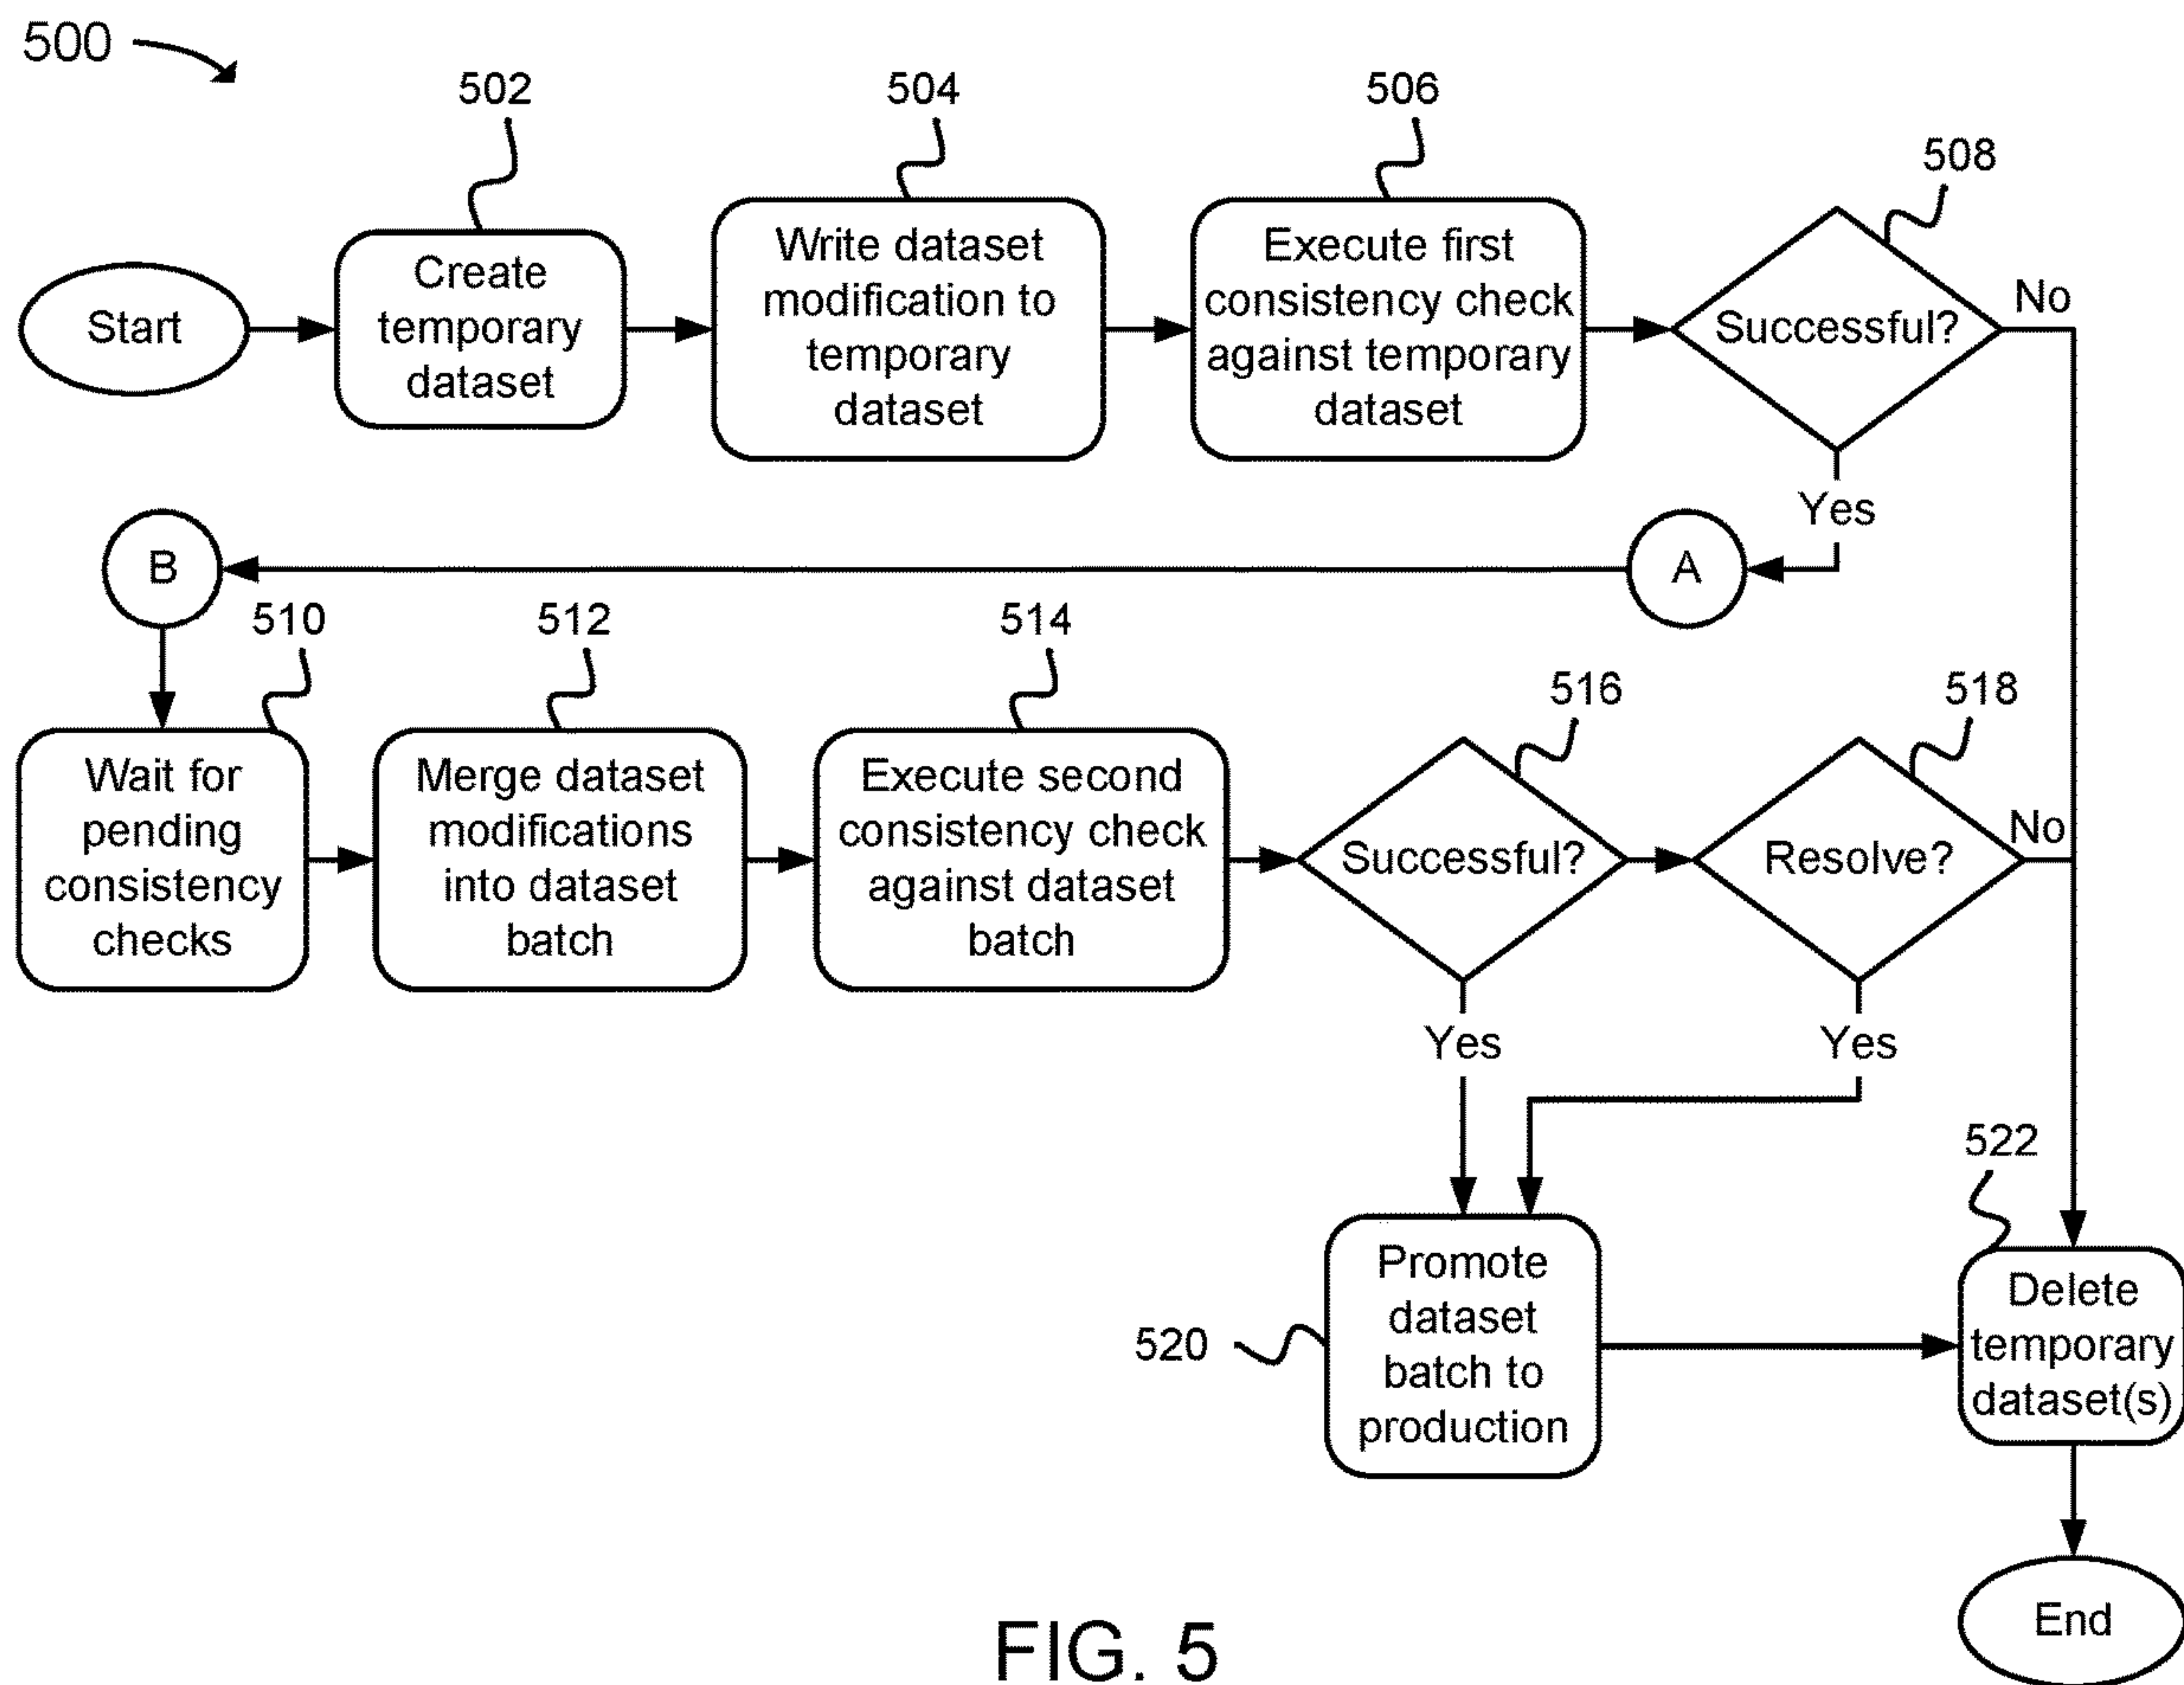 500
502
504
506
508
Start
Create
temporary
dataset
Write dataset
modification to
temporary
dataset
Execute first
consistency check
against temporary
dataset
Successful?
No
Yes
B
A
510
512
514
516
518
Wait for
pending
consistency
checks
Merge dataset
modifications
into dataset
batch
Execute second
consistency check
against dataset
batch
Successful?
Resolve?
No
Yes
Yes
522
520
Promote
dataset
batch to
production
Delete
temporary
dataset(s)
End
FIG. 5